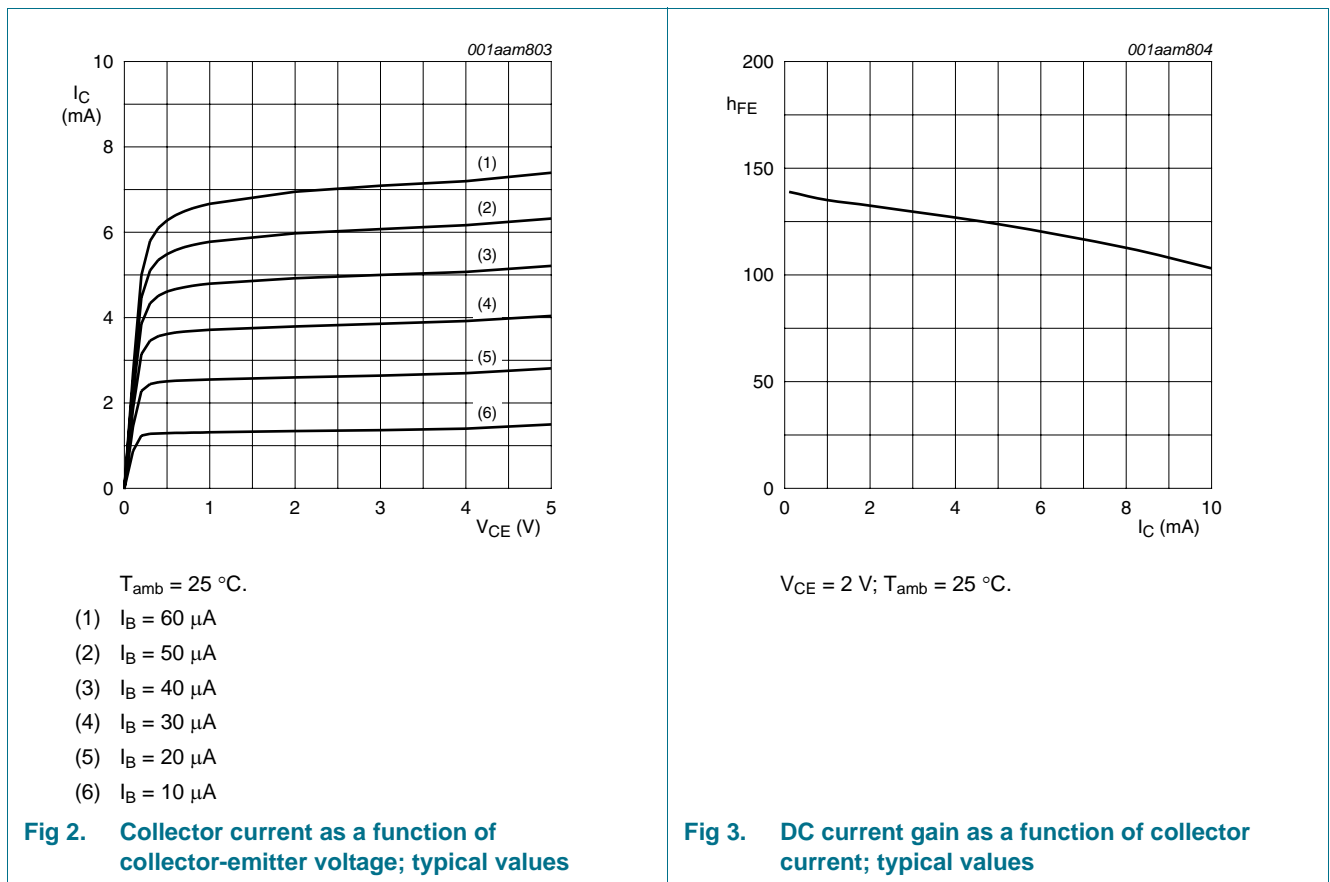 001aam803
10
I_C
(mA)
8
6
4
2
0
(1)
(2)
(3)
(4)
(5)
(6)
0 1 2 3 4 5
V_CE (V)
T_amb = 25 °C.
(1) I_B = 60 μA
(2) I_B = 50 μA
(3) I_B = 40 μA
(4) I_B = 30 μA
(5) I_B = 20 μA
(6) I_B = 10 μA
Fig 2. Collector current as a function of
collector-emitter voltage; typical values
001aam804
200
h_FE
150
100
50
0
0 2 4 6 8 10
I_C (mA)
V_CE = 2 V; T_amb = 25 °C.
Fig 3. DC current gain as a function of collector
current; typical values